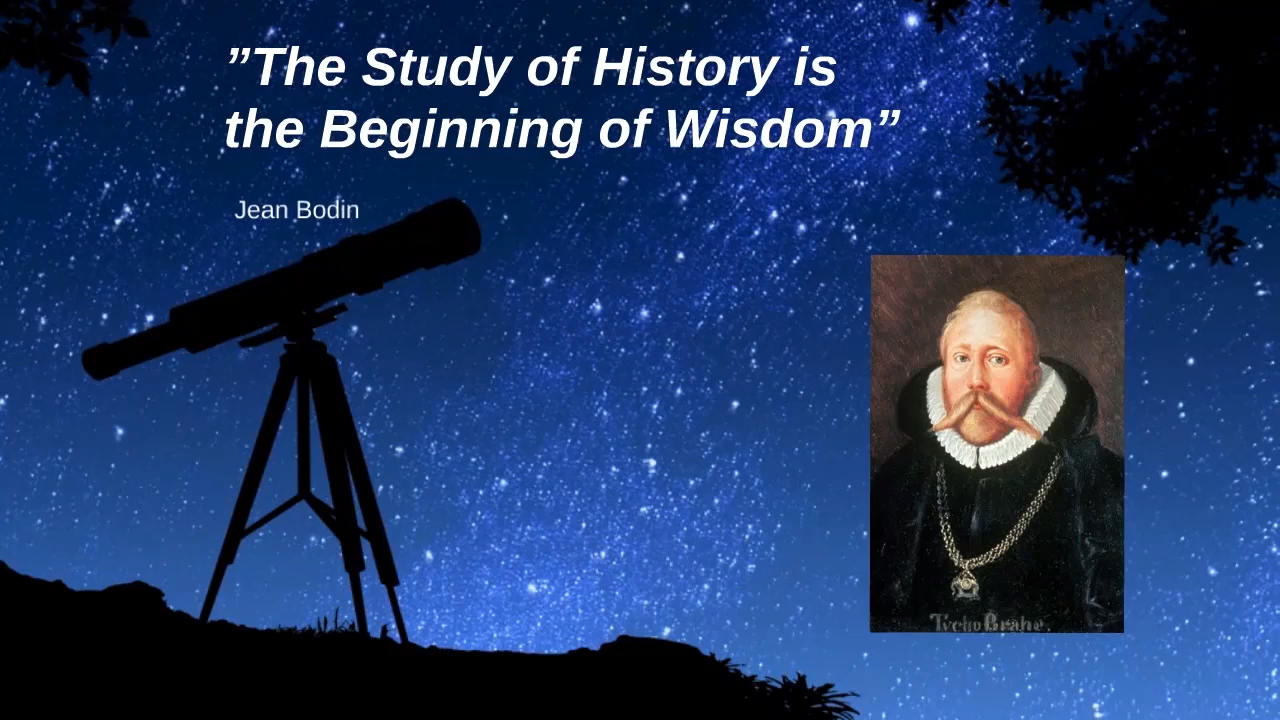 ”The Study of History is
the Beginning of Wisdom”
Jean Bodin
Tycho Brahe.